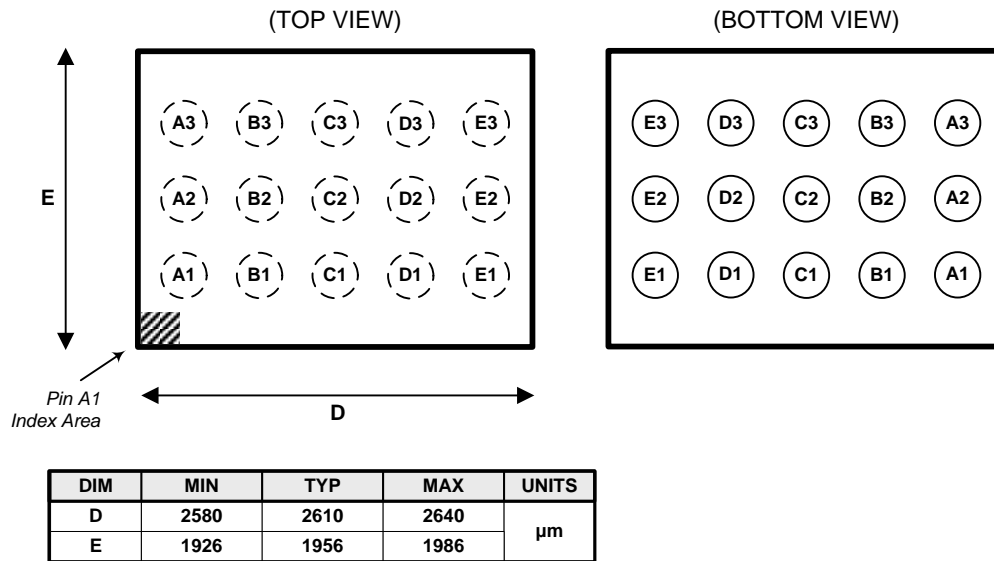 (TOP VIEW) (BOTTOM VIEW)
A3 B3 C3 D3 E3 E3 D3 C3 B3 A3
E
A2 B2 C2 D2 E2 E2 D2 C2 B2 A2
A1 B1 C1 D1 E1 E1 D1 C1 B1 A1
Pin A1
Index Area
D
DIM MIN TYP MAX UNITS
D 2580 2610 2640 µm
E 1926 1956 1986